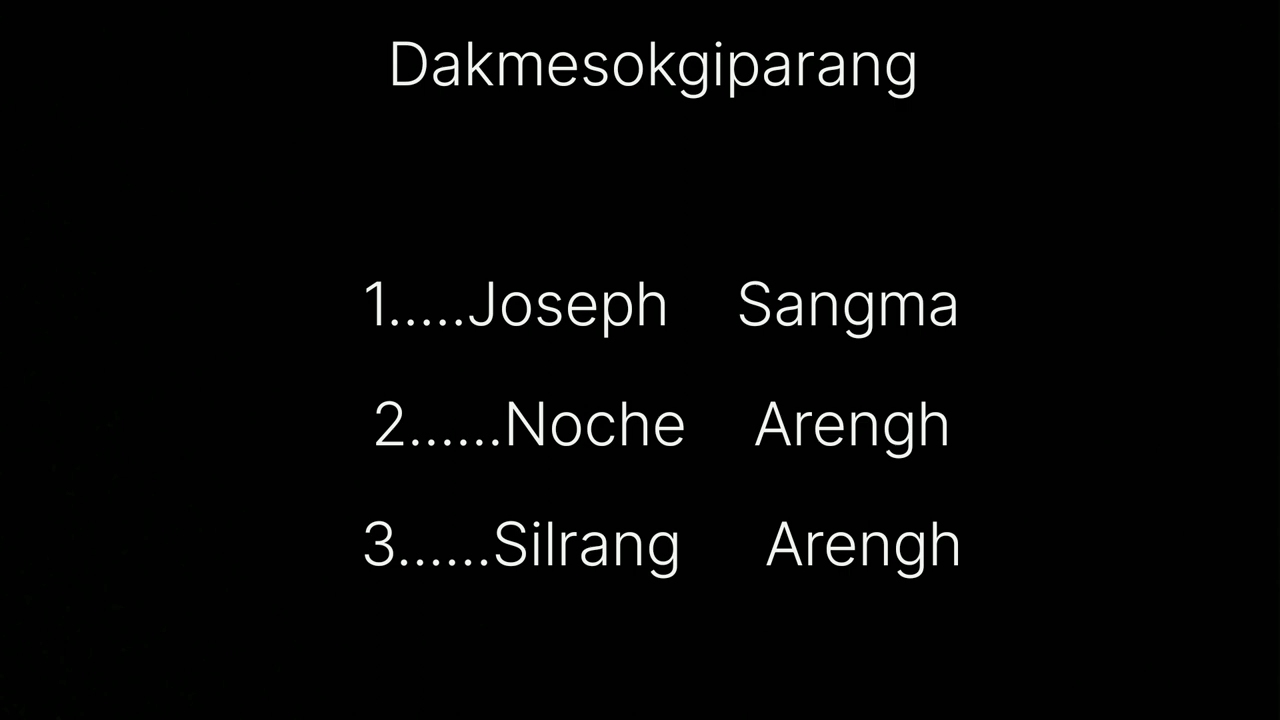 Dakmesokgiparang
1.....Joseph Sangma
2......Noche Arengh
3......Silrang Arengh